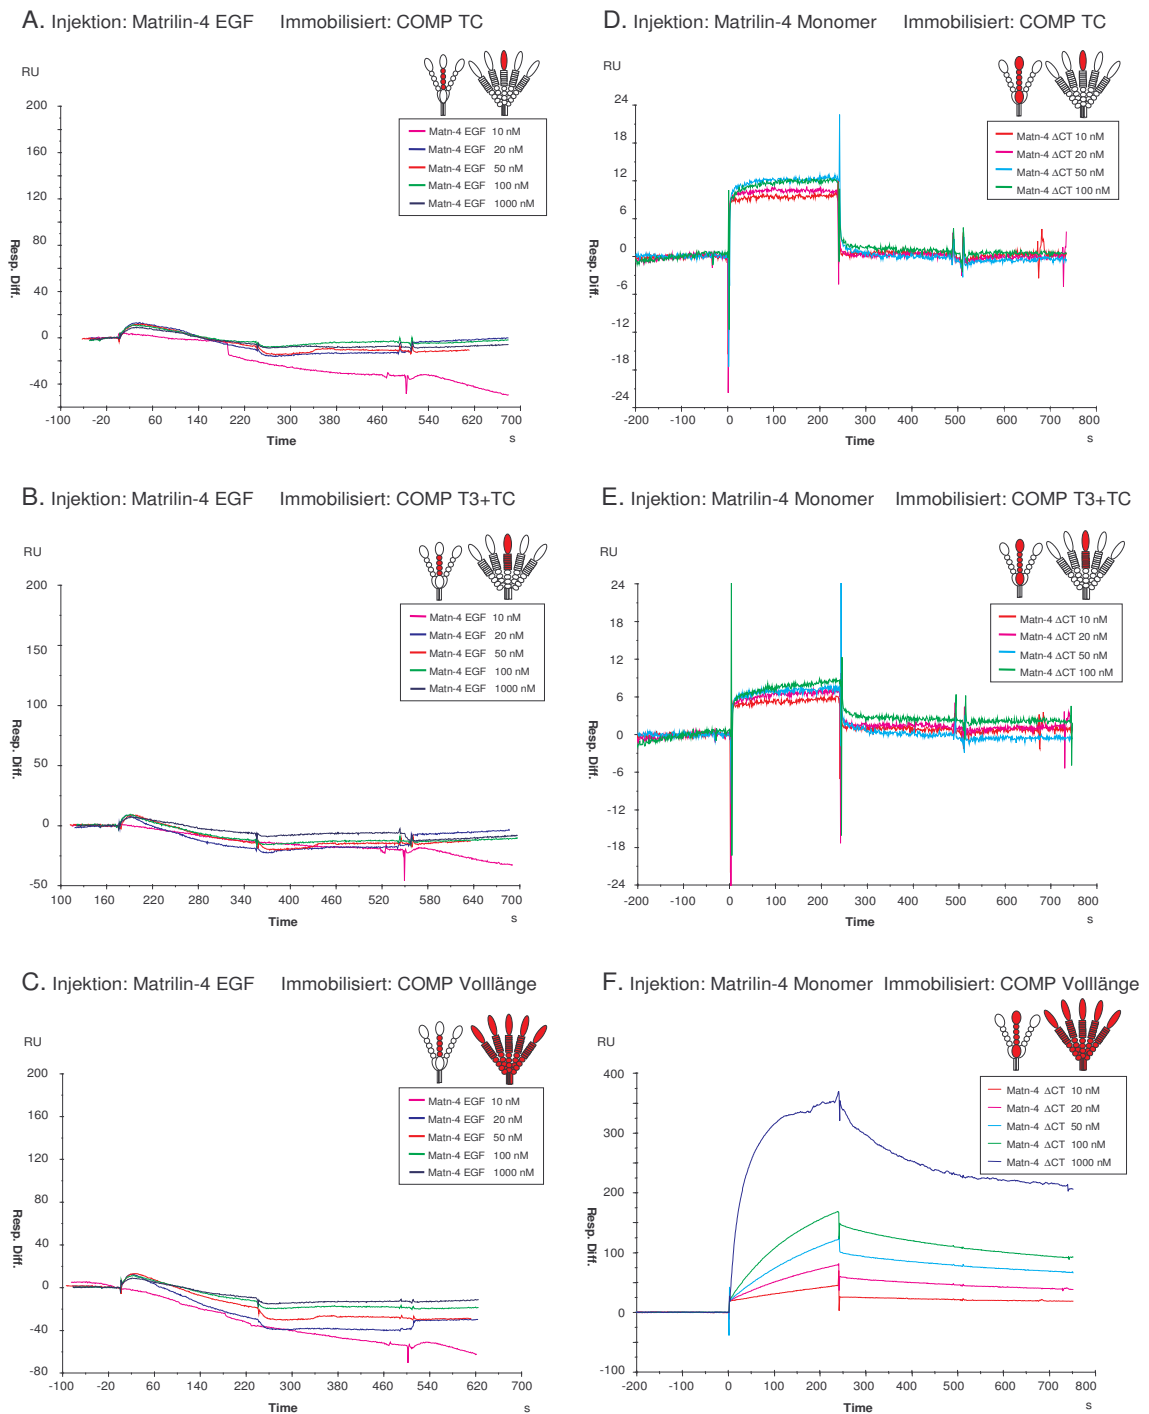 A. Injektion: Matrilin-4 EGF Immobilisiert: COMP TC
RU
200
160
120
80
40
0
-40
Resp. Diff.
Matn-4 EGF 10 nM
Matn-4 EGF 20 nM
Matn-4 EGF 50 nM
Matn-4 EGF 100 nM
Matn-4 EGF 1000 nM
-100 -20 60 140 220 300 380 460 540 620 700
Time
s
D. Injektion: Matrilin-4 Monomer Immobilisiert: COMP TC
RU
24
18
12
6
0
-6
-12
-18
-24
Resp. Diff.
Matn-4 ΔCT 10 nM
Matn-4 ΔCT 20 nM
Matn-4 ΔCT 50 nM
Matn-4 ΔCT 100 nM
-200 -100 0 100 200 300 400 500 600 700 800
Time
s
B. Injektion: Matrilin-4 EGF Immobilisiert: COMP T3+TC
RU
200
150
100
50
0
-50
Resp. Diff.
Matn-4 EGF 10 nM
Matn-4 EGF 20 nM
Matn-4 EGF 50 nM
Matn-4 EGF 100 nM
Matn-4 EGF 1000 nM
100 160 220 280 340 400 460 520 580 640 700
Time
s
E. Injektion: Matrilin-4 Monomer Immobilisiert: COMP T3+TC
RU
24
18
12
6
0
-6
-12
-18
-24
Resp. Diff.
Matn-4 ΔCT 10 nM
Matn-4 ΔCT 20 nM
Matn-4 ΔCT 50 nM
Matn-4 ΔCT 100 nM
-200 -100 0 100 200 300 400 500 600 700 800
Time
s
C. Injektion: Matrilin-4 EGF Immobilisiert: COMP Volllänge
RU
200
160
120
80
40
0
-40
-80
Resp. Diff.
Matn-4 EGF 10 nM
Matn-4 EGF 20 nM
Matn-4 EGF 50 nM
Matn-4 EGF 100 nM
Matn-4 EGF 1000 nM
-100 -20 60 140 220 300 380 460 540 620 700
Time
s
F. Injektion: Matrilin-4 Monomer Immobilisiert: COMP Volllänge
RU
400
300
200
100
0
-100
Resp. Diff.
Matn-4 ΔCT 10 nM
Matn-4 ΔCT 20 nM
Matn-4 ΔCT 50 nM
Matn-4 ΔCT 100 nM
Matn-4 ΔCT 1000 nM
-200 -100 0 100 200 300 400 500 600 700 800
Time
s